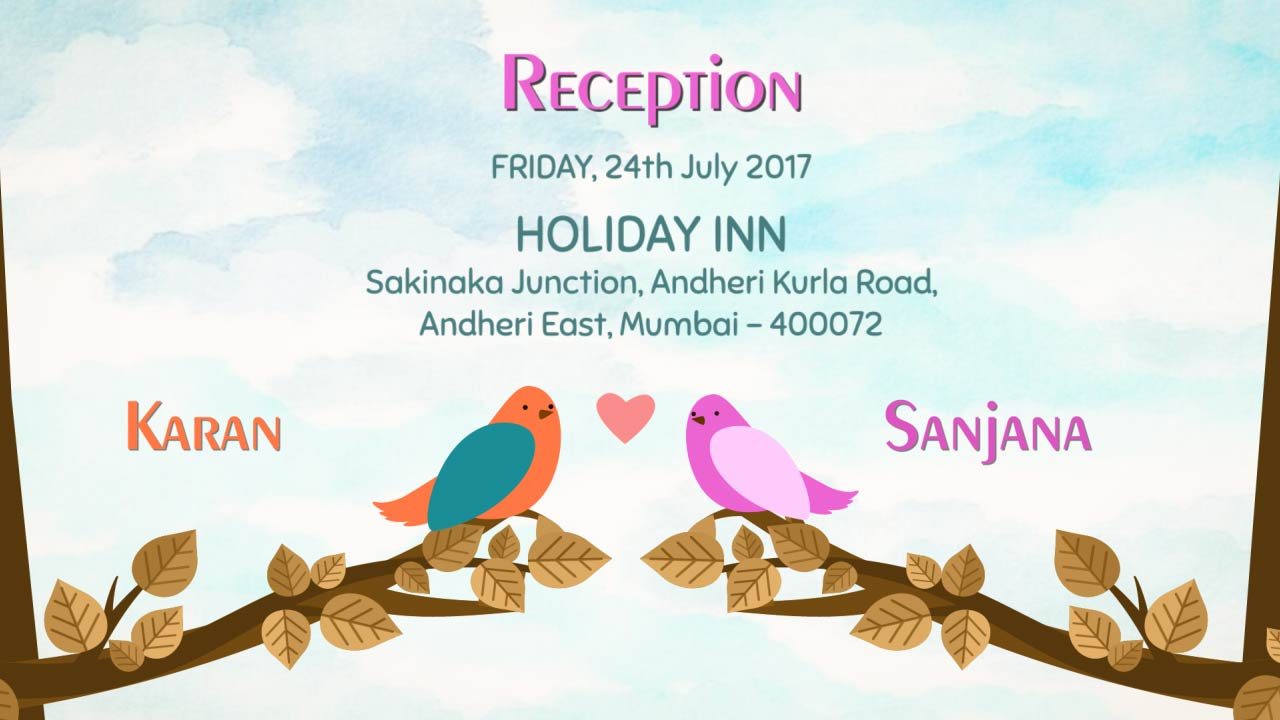 Reception
FRIDAY, 24th July 2017
HOLIDAY INN
Sakinaka Junction, Andheri Kurla Road,
Andheri East, Mumbai – 400072
Karan
Sanjana